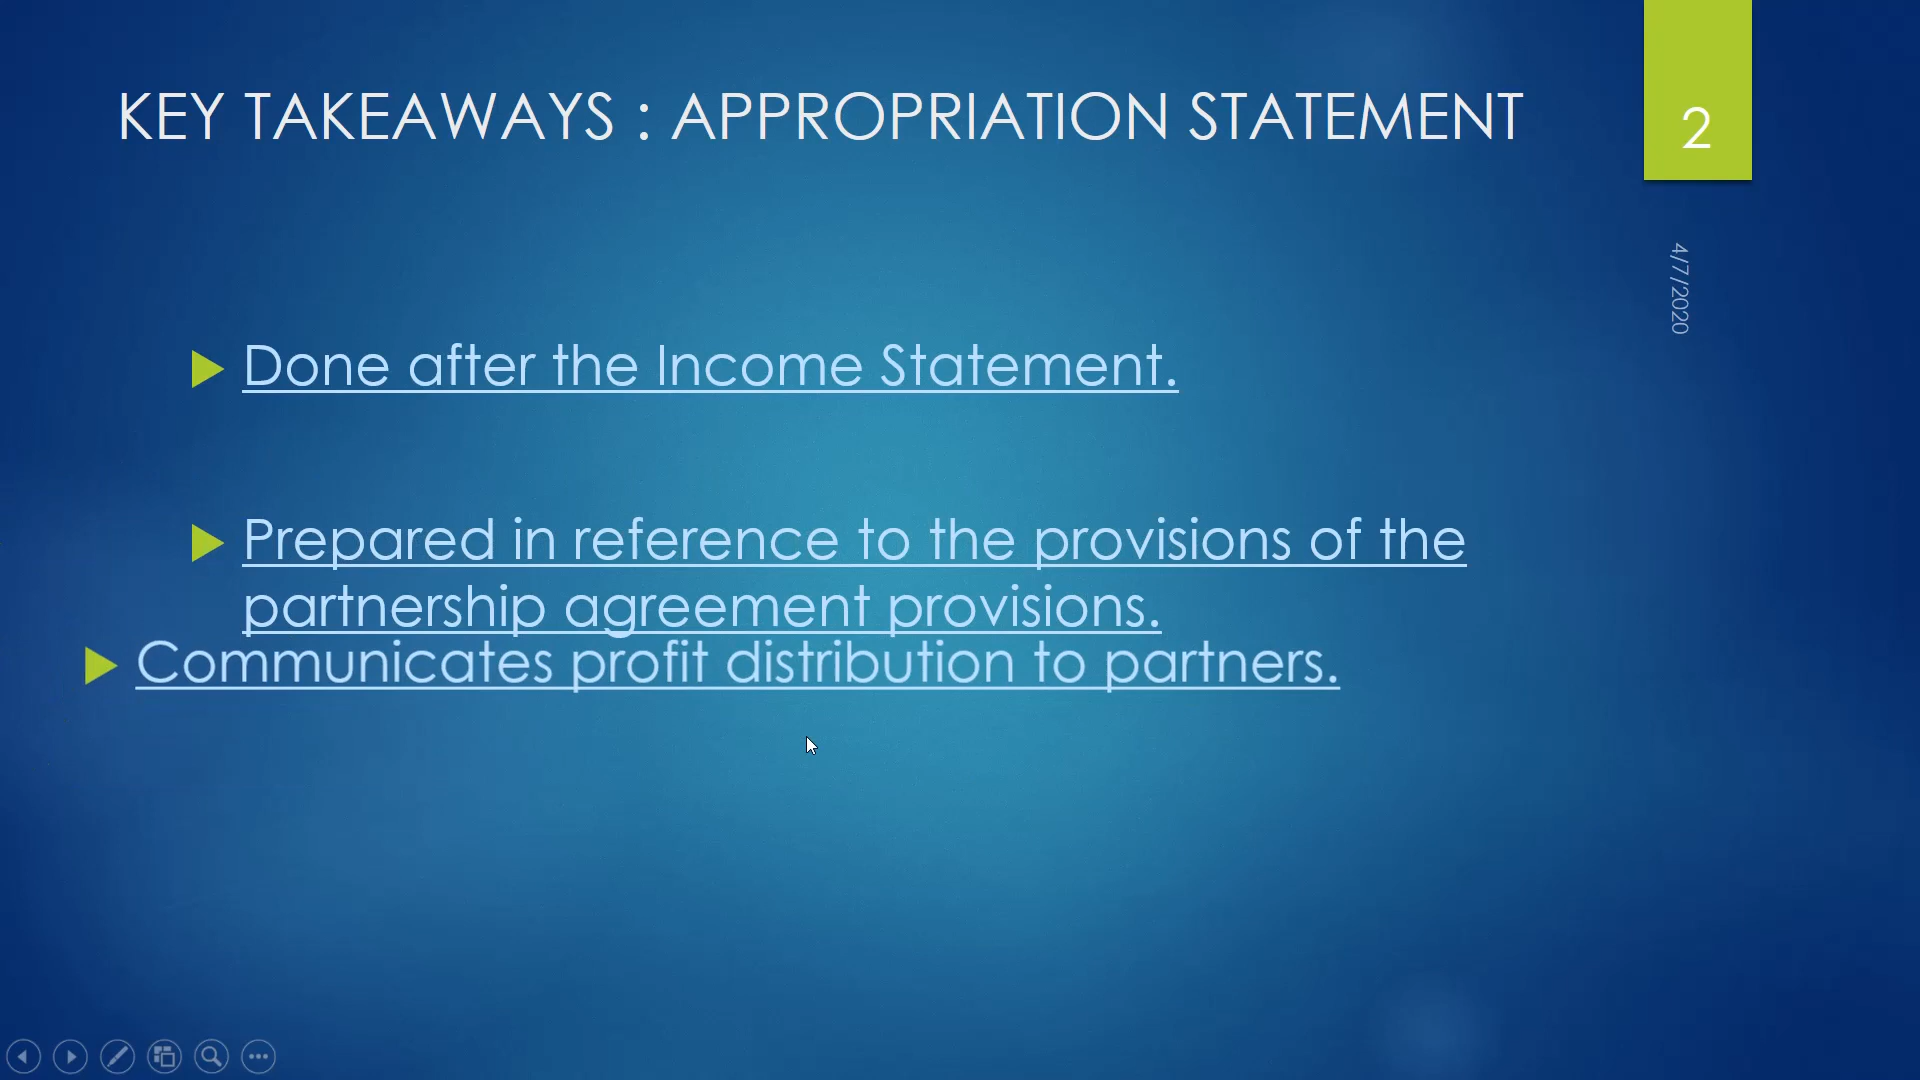 KEY TAKEAWAYS : APPROPRIATION STATEMENT
2
4/7/2020
Done after the Income Statement.
Prepared in reference to the provisions of the
partnership agreement provisions.
Communicates profit distribution to partners.